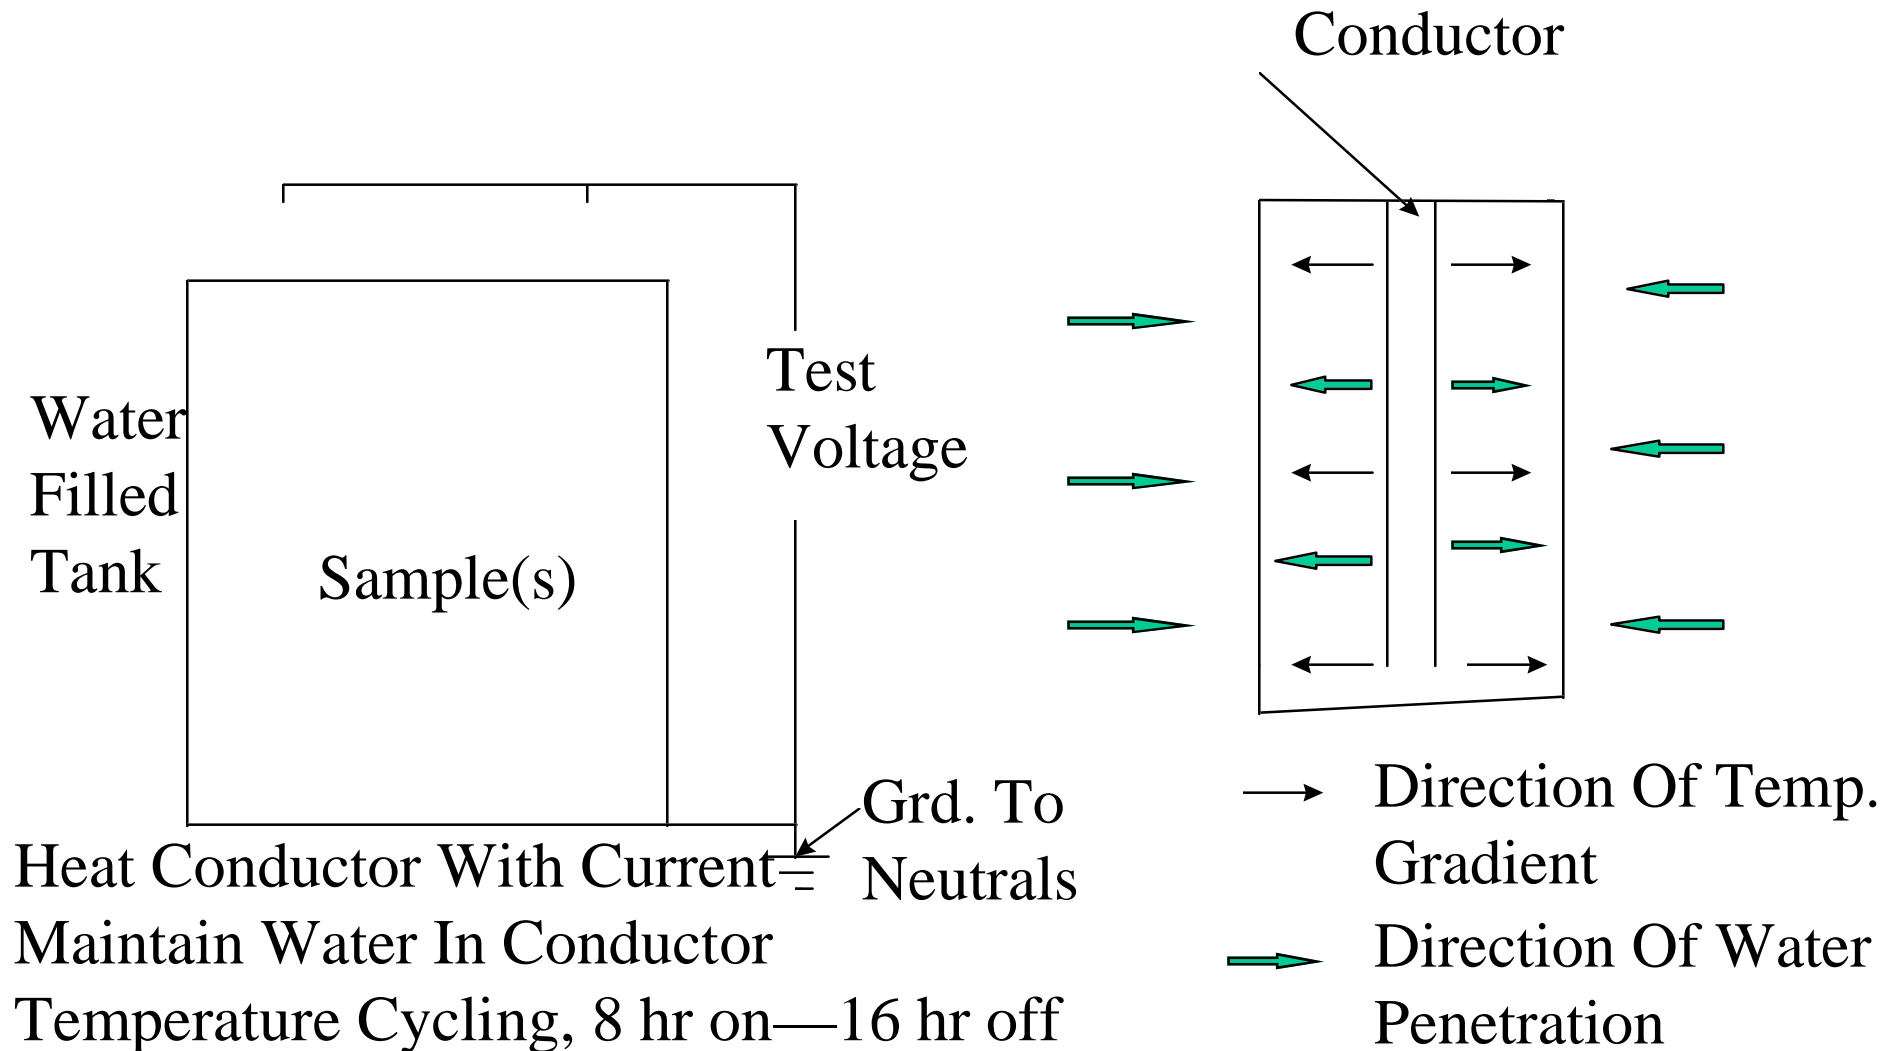 Conductor
Test
Voltage
Water
Filled
Tank
Sample(s)
Grd. To
Neutrals
Heat Conductor With Current
Maintain Water In Conductor
Temperature Cycling, 8 hr on—16 hr off
Direction Of Temp.
Gradient
Direction Of Water
Penetration